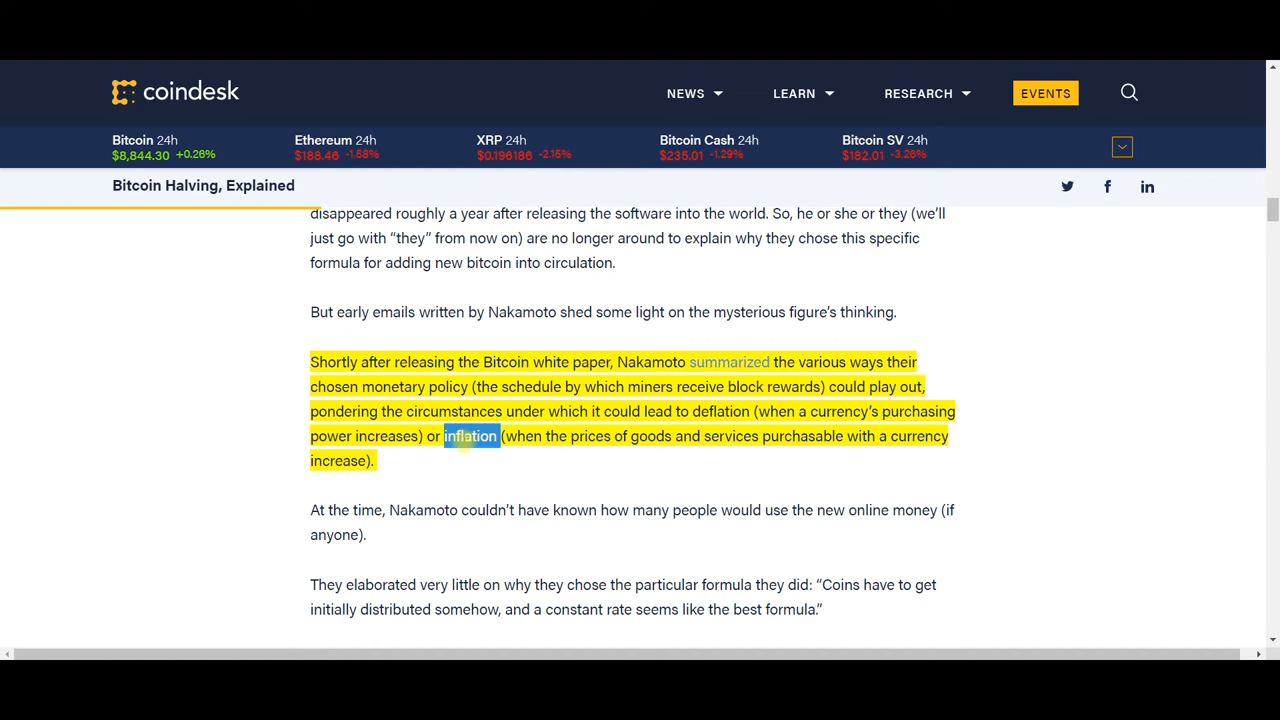 coindesk
NEWS LEARN RESEARCH EVENTS
Bitcoin 24h Ethereum 24h XRP 24h Bitcoin Cash 24h Bitcoin SV 24h
$8,844.30 +0.26% $188.46 -1.58% $0.196186 -2.15% $235.01 -1.29% $182.01 -3.26%
Bitcoin Halving, Explained
disappeared roughly a year after releasing the software into the world. So, he or she or they (we’ll
just go with “they” from now on) are no longer around to explain why they chose this specific
formula for adding new bitcoin into circulation.
But early emails written by Nakamoto shed some light on the mysterious figure’s thinking.
Shortly after releasing the Bitcoin white paper, Nakamoto summarized the various ways their
chosen monetary policy (the schedule by which miners receive block rewards) could play out,
pondering the circumstances under which it could lead to deflation (when a currency’s purchasing
power increases) or inflation (when the prices of goods and services purchasable with a currency
increase).
At the time, Nakamoto couldn’t have known how many people would use the new online money (if
anyone).
They elaborated very little on why they chose the particular formula they did: “Coins have to get
initially distributed somehow, and a constant rate seems like the best formula.”